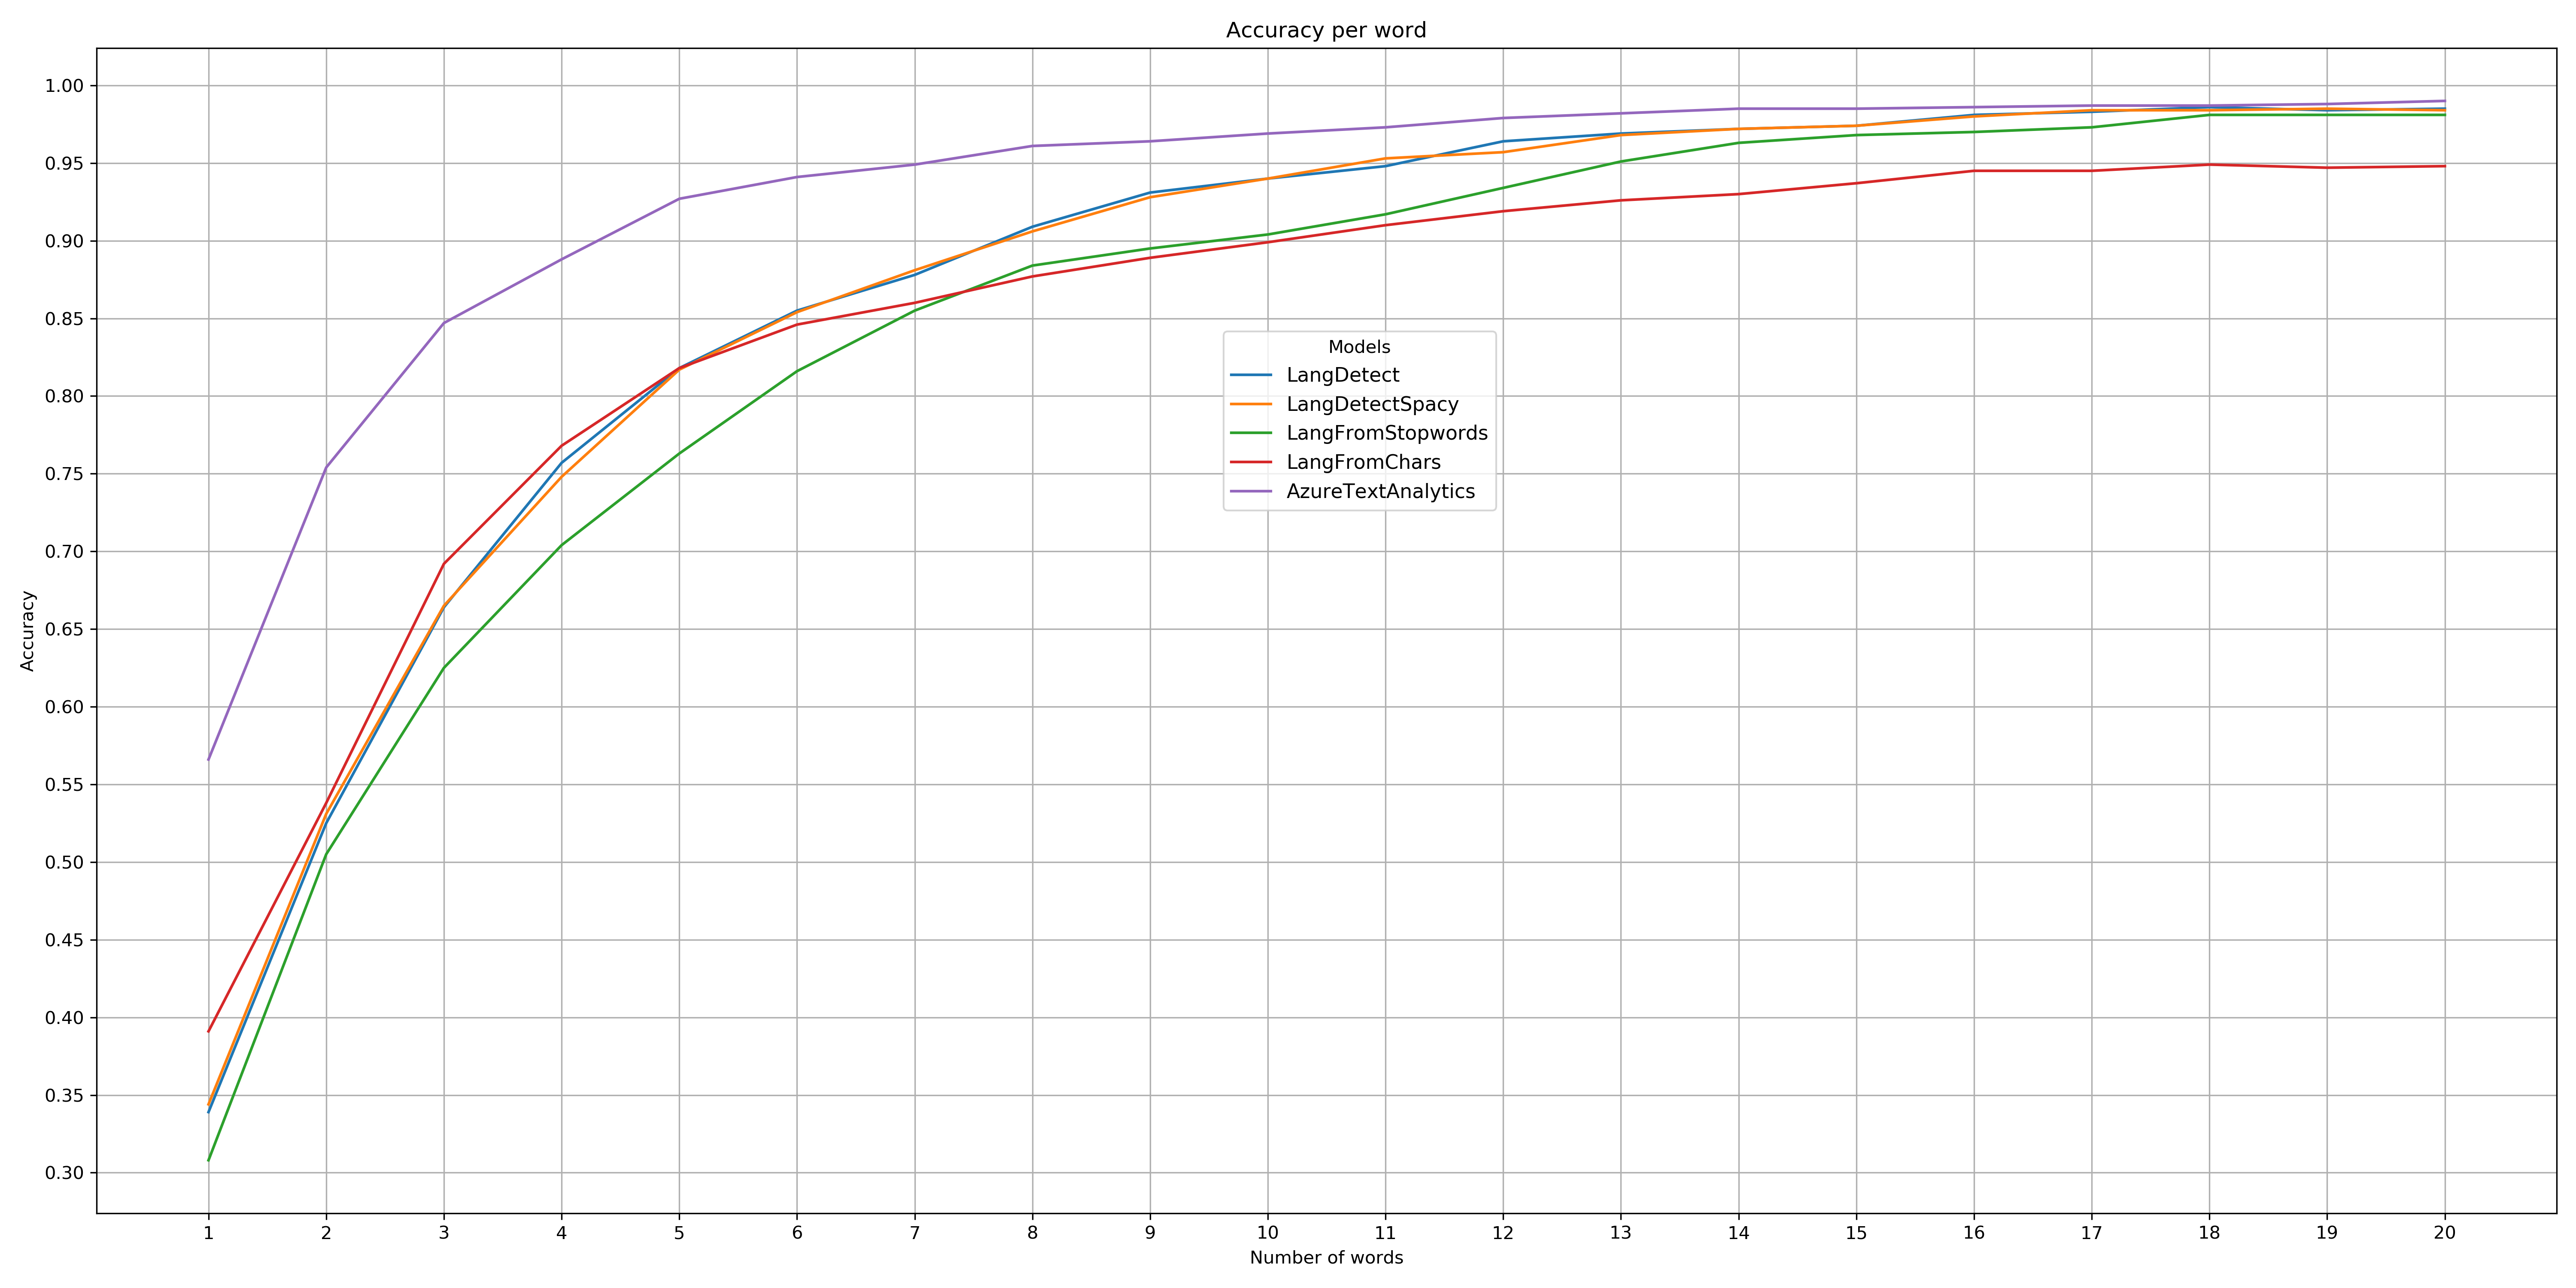 Accuracy per word
Accuracy
1.00
0.95
0.90
0.85
0.80
0.75
0.70
0.65
0.60
0.55
0.50
0.45
0.40
0.35
0.30
Models
LangDetect
LangDetectSpacy
LangFromStopwords
LangFromChars
AzureTextAnalytics
1 2 3 4 5 6 7 8 9 10 11 12 13 14 15 16 17 18 19 20
Number of words